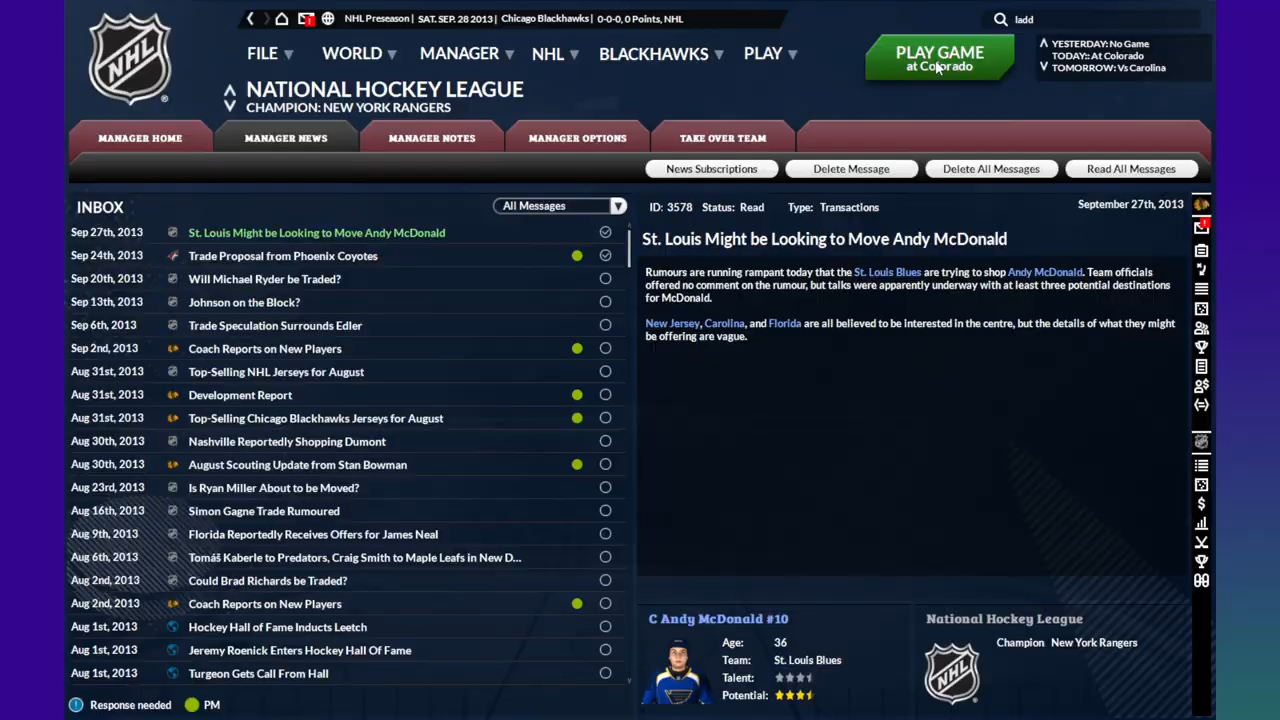 NHL Preseason | SAT. SEP. 28 2013 | Chicago Blackhawks | 0-0-0, 0 Points, NHL
ladd
NHL
FILE
WORLD
MANAGER
NHL
BLACKHAWKS
PLAY
PLAY GAME
at Colorado
YESTERDAY: No Game
TODAY:: At Colorado
TOMORROW: Vs Carolina
NATIONAL HOCKEY LEAGUE
CHAMPION: NEW YORK RANGERS
MANAGER HOME
MANAGER NEWS
MANAGER NOTES
MANAGER OPTIONS
TAKE OVER TEAM
News Subscriptions
Delete Message
Delete All Messages
Read All Messages
INBOX
All Messages
Sep 27th, 2013 St. Louis Might be Looking to Move Andy McDonald
Sep 24th, 2013 Trade Proposal from Phoenix Coyotes
Sep 20th, 2013 Will Michael Ryder be Traded?
Sep 13th, 2013 Johnson on the Block?
Sep 6th, 2013 Trade Speculation Surrounds Edler
Sep 2nd, 2013 Coach Reports on New Players
Aug 31st, 2013 Top-Selling NHL Jerseys for August
Aug 31st, 2013 Development Report
Aug 31st, 2013 Top-Selling Chicago Blackhawks Jerseys for August
Aug 30th, 2013 Nashville Reportedly Shopping Dumont
Aug 30th, 2013 August Scouting Update from Stan Bowman
Aug 23rd, 2013 Is Ryan Miller About to be Moved?
Aug 16th, 2013 Simon Gagne Trade Rumoured
Aug 9th, 2013 Florida Reportedly Receives Offers for James Neal
Aug 6th, 2013 Tomáš Kaberle to Predators, Craig Smith to Maple Leafs in New D...
Aug 2nd, 2013 Could Brad Richards be Traded?
Aug 2nd, 2013 Coach Reports on New Players
Aug 1st, 2013 Hockey Hall of Fame Inducts Leetch
Aug 1st, 2013 Jeremy Roenick Enters Hockey Hall Of Fame
Aug 1st, 2013 Turgeon Gets Call From Hall
Response needed
PM
ID: 3578 Status: Read Type: Transactions
September 27th, 2013
St. Louis Might be Looking to Move Andy McDonald
Rumours are running rampant today that the St. Louis Blues are trying to shop Andy McDonald. Team officials
offered no comment on the rumour, but talks were apparently underway with at least three potential destinations
for McDonald.
New Jersey, Carolina, and Florida are all believed to be interested in the centre, but the details of what they might
be offering are vague.
C Andy McDonald #10
Age: 36
Team: St. Louis Blues
Talent:
Potential:
National Hockey League
Champion New York Rangers
NHL